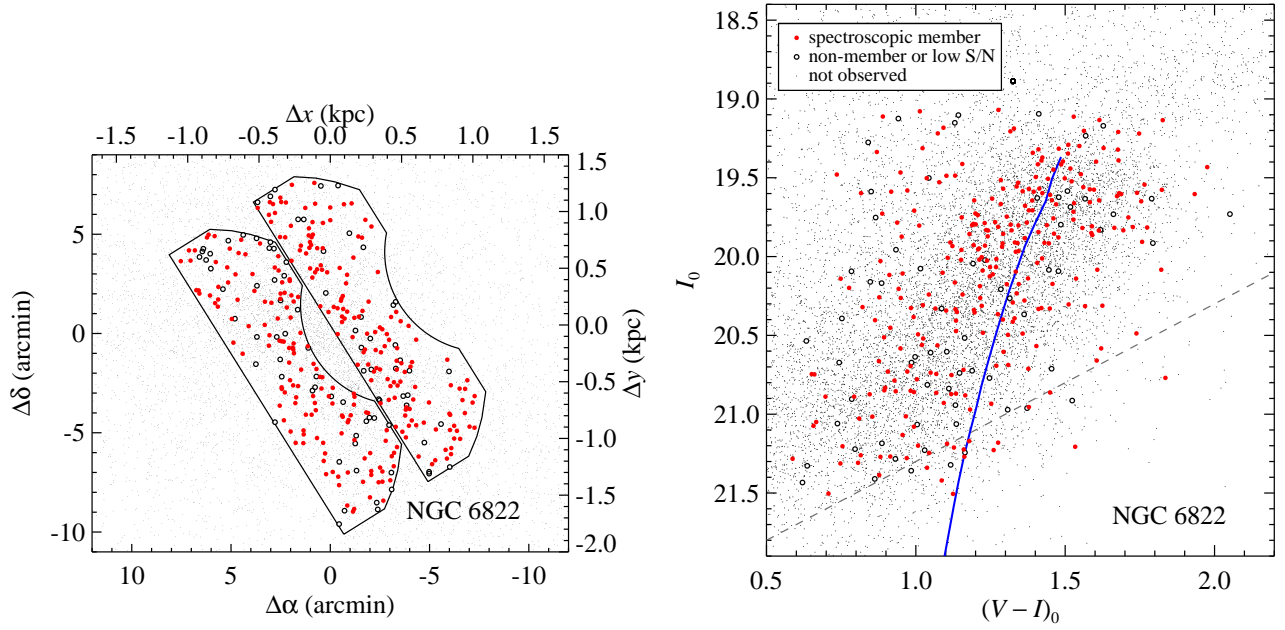 Δx (kpc)
-1.5 -1.0 -0.5 0.0 0.5 1.0 1.5
Δδ (arcmin)
5
0
-5
-10
1.5
1.0
0.5
0.0
-0.5
-1.0
-1.5
-2.0
Δy (kpc)
NGC 6822
10 5 0 -5 -10
Δα (arcmin)
18.5
19.0
19.5
20.0
20.5
21.0
21.5
I0
spectroscopic member
non-member or low S/N
not observed
NGC 6822
0.5 1.0 1.5 2.0
(V – I)0